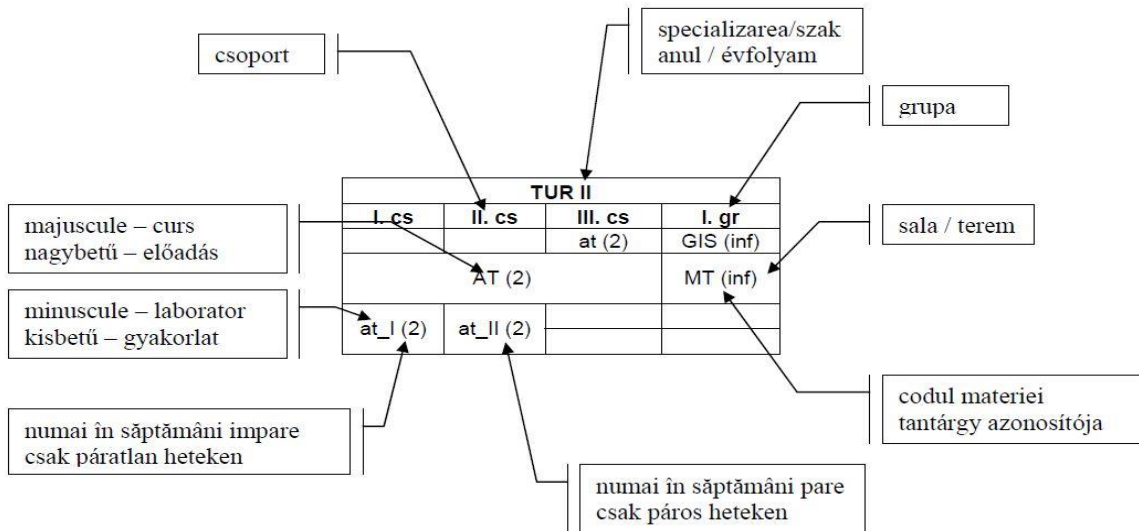 specializarea/szak
anul / évfolyam
csoport
grupa
TUR II
I. cs II. cs III. cs I. gr
at (2) GIS (inf)
AT (2) MT (inf)
at_I (2) at_II (2)
majuscule – curs
nagybetű – előadás
sala / terem
minuscule – laborator
kisbetű – gyakorlat
codul materiei
tantárgy azonosítója
numai în săptămâni impare
csak páratlan heteken
numai în săptămâni pare
csak páros heteken